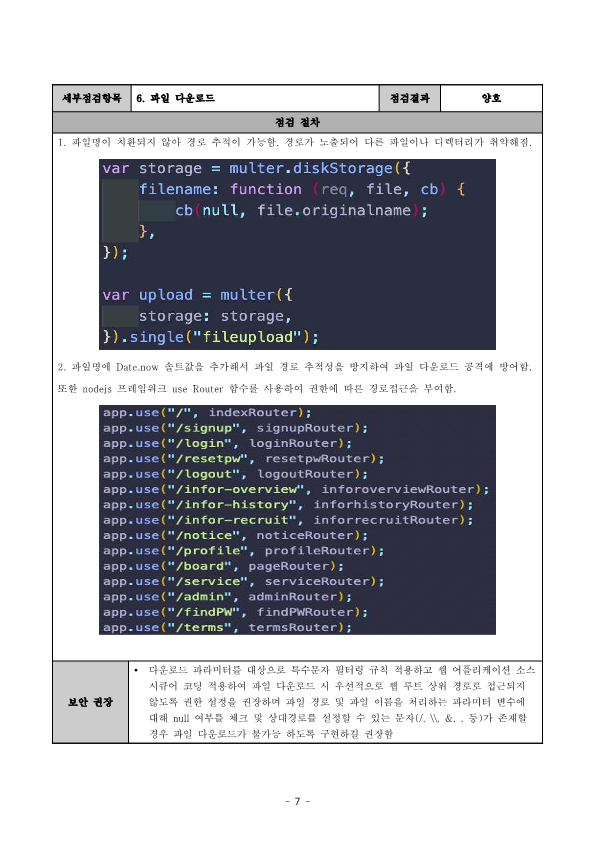 세부점검항목 6. 파일 다운로드 점검결과 양호
점검 절차
1. 파일명이 치환되지 않아 경로 추적이 가능함. 경로가 노출되어 다른 파일이나 디렉터리가 취약해짐.
var storage = multer.diskStorage({
filename: function (req, file, cb) {
cb(null, file.originalname);
},
});
var upload = multer({
storage: storage,
}).single("fileupload");
2. 파일명에 Date.now 솔트값을 추가해서 파일 경로 추적성을 방지하여 파일 다운로드 공격에 방어함.
또한 nodejs 프레임워크 use Router 함수를 사용하여 권한에 따른 경로접근을 부여함.
app.use("/", indexRouter);
app.use("/signup", signupRouter);
app.use("/login", loginRouter);
app.use("/resetpw", resetpwRouter);
app.use("/logout", logoutRouter);
app.use("/infor-overview", inforoverviewRouter);
app.use("/infor-history", inforhistoryRouter);
app.use("/infor-recruit", inforrecruitRouter);
app.use("/notice", noticeRouter);
app.use("/profile", profileRouter);
app.use("/board", pageRouter);
app.use("/service", serviceRouter);
app.use("/admin", adminRouter);
app.use("/findPW", findPWRouter);
app.use("/terms", termsRouter);
보안 권장
• 다운로드 파라미터를 대상으로 특수문자 필터링 규칙 적용하고 웹 어플리케이션 소스
시큐어 코딩 적용하여 파일 다운로드 시 우선적으로 웹 루트 상위 경로로 접근되지
않도록 권한 설정을 권장하며 파일 경로 및 파일 이름을 처리하는 파라미터 변수에
대해 null 여부를 체크 및 상대경로를 설정할 수 있는 문자(/, \\, &, . 등)가 존재할
경우 파일 다운로드가 불가능 하도록 구현하길 권장함
- 7 -